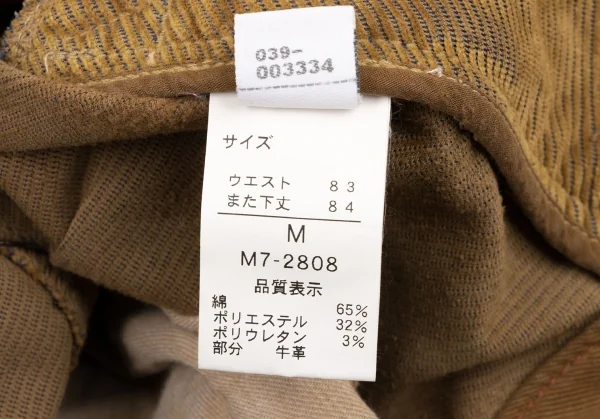 039-
003334
サイズ
ウエスト 83
また下丈 84
M
M7-2808
品質表示
綿 65%
ポリエステル 32%
ポリウレタン 3%
部分 牛革